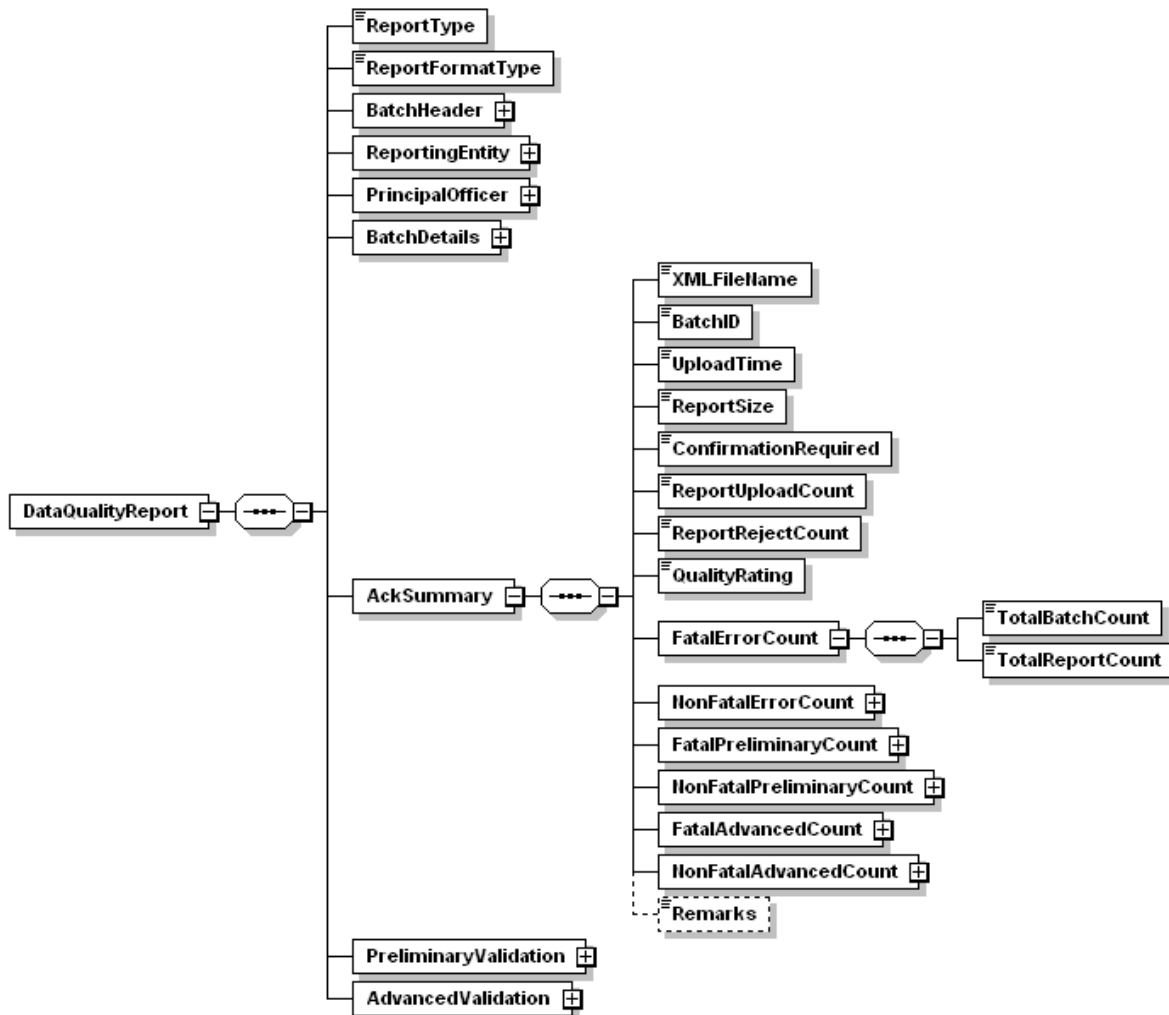 ReportType
ReportFormatType
BatchHeader
ReportingEntity
PrincipalOfficer
BatchDetails
XMLFileName
BatchID
UploadTime
ReportSize
ConfirmationRequired
ReportUploadCount
DataQualityReport
ReportRejectCount
QualityRating
AckSummary
TotalBatchCount
FatalErrorCount
TotalReportCount
NonFatalErrorCount
FatalPreliminaryCount
NonFatalPreliminaryCount
FatalAdvancedCount
NonFatalAdvancedCount
Remarks
PreliminaryValidation
AdvancedValidation